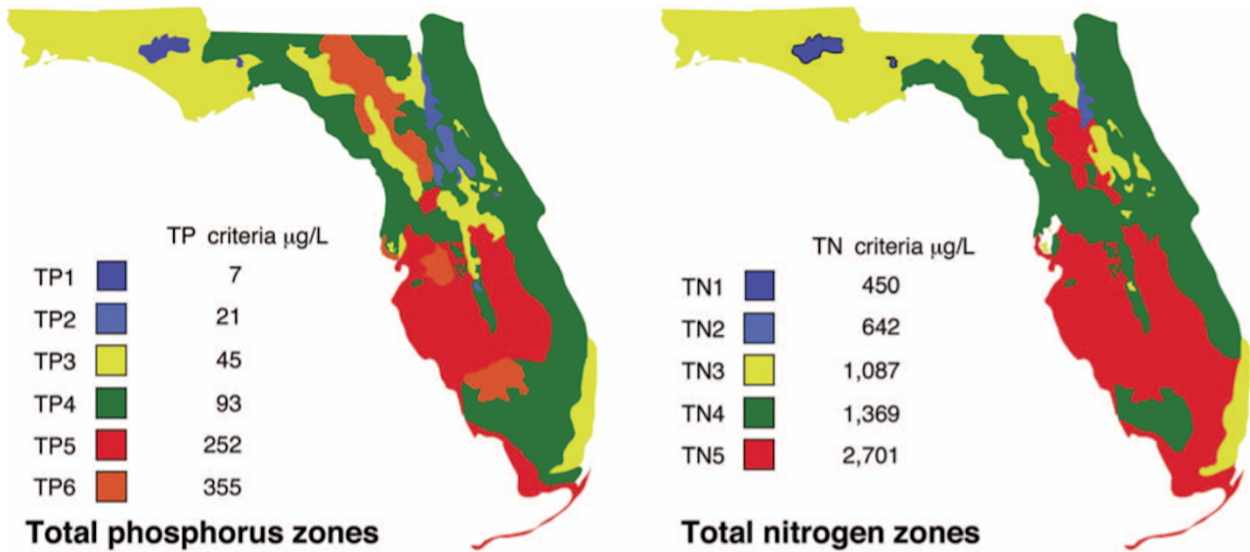 TP criteria μg/L
TP1 7
TP2 21
TP3 45
TP4 93
TP5 252
TP6 355
Total phosphorus zones
TN criteria μg/L
TN1 450
TN2 642
TN3 1,087
TN4 1,369
TN5 2,701
Total nitrogen zones